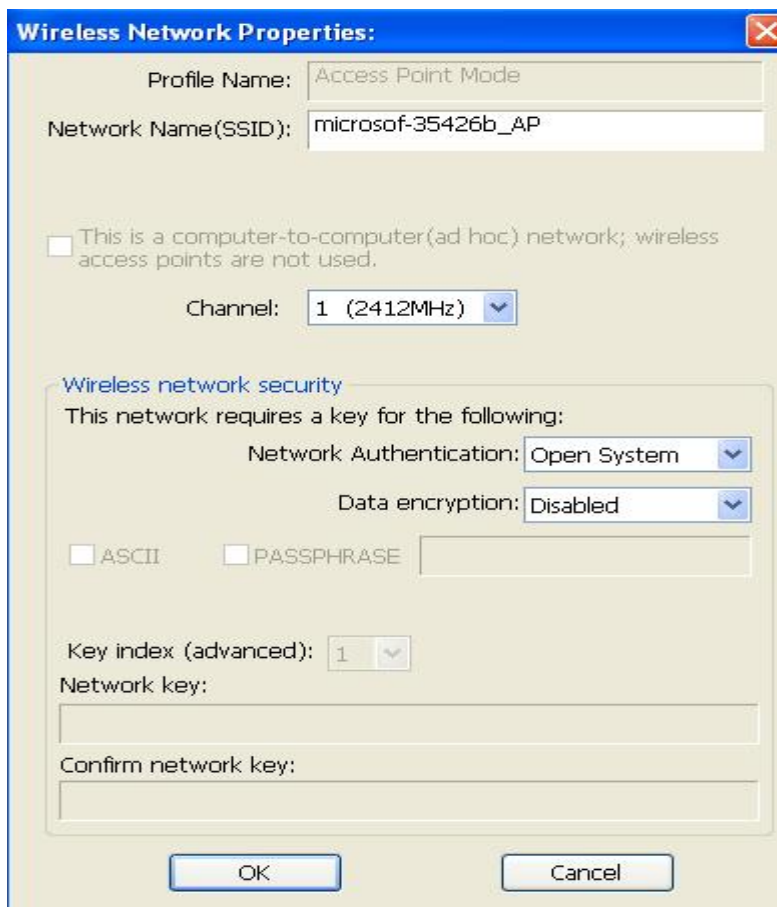 Wireless Network Properties:
Profile Name: Access Point Mode
Network Name(SSID): microsof-35426b_AP
This is a computer-to-computer(ad hoc) network; wireless
access points are not used.
Channel: 1 (2412MHz)
Wireless network security
This network requires a key for the following:
Network Authentication: Open System
Data encryption: Disabled
ASCII PASSPHRASE
Key index (advanced): 1
Network key:
Confirm network key:
OK Cancel